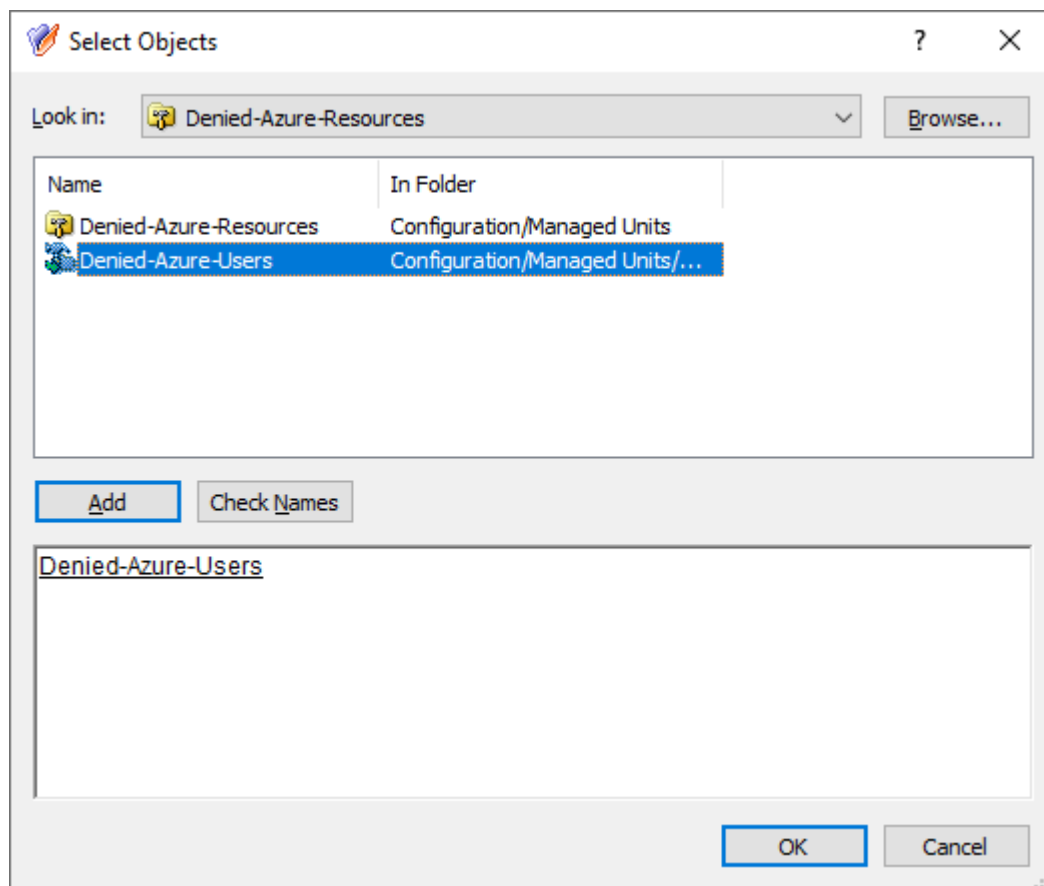 Select Objects ? X
Look in: Denied-Azure-Resources Browse...
Name In Folder
Denied-Azure-Resources Configuration/Managed Units
Denied-Azure-Users Configuration/Managed Units/...
Add Check Names
Denied-Azure-Users
OK Cancel